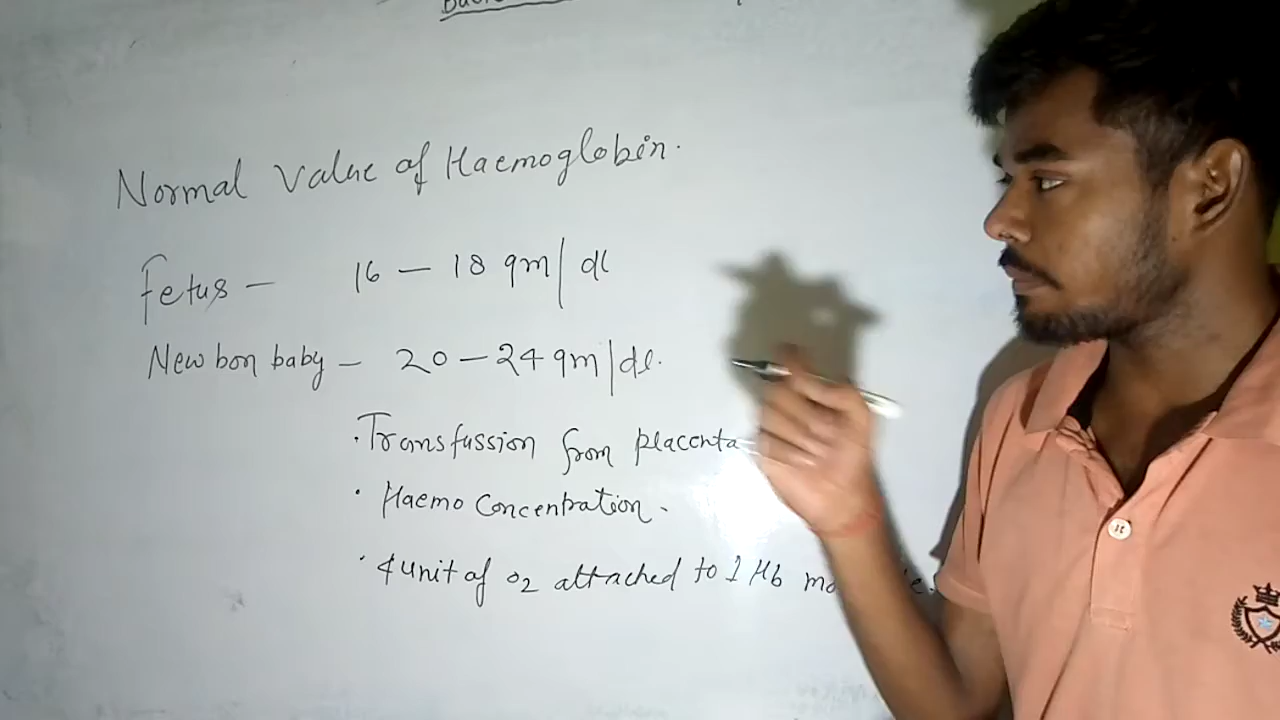 Normal Value of Haemoglobin.
Fetus - 16 - 18 gm/dl
New bon baby - 20 - 24 gm/dl.
· Transfussion from placenta
· Haemo Concentration.
· 4 unit of O2 attached to 1 Hb